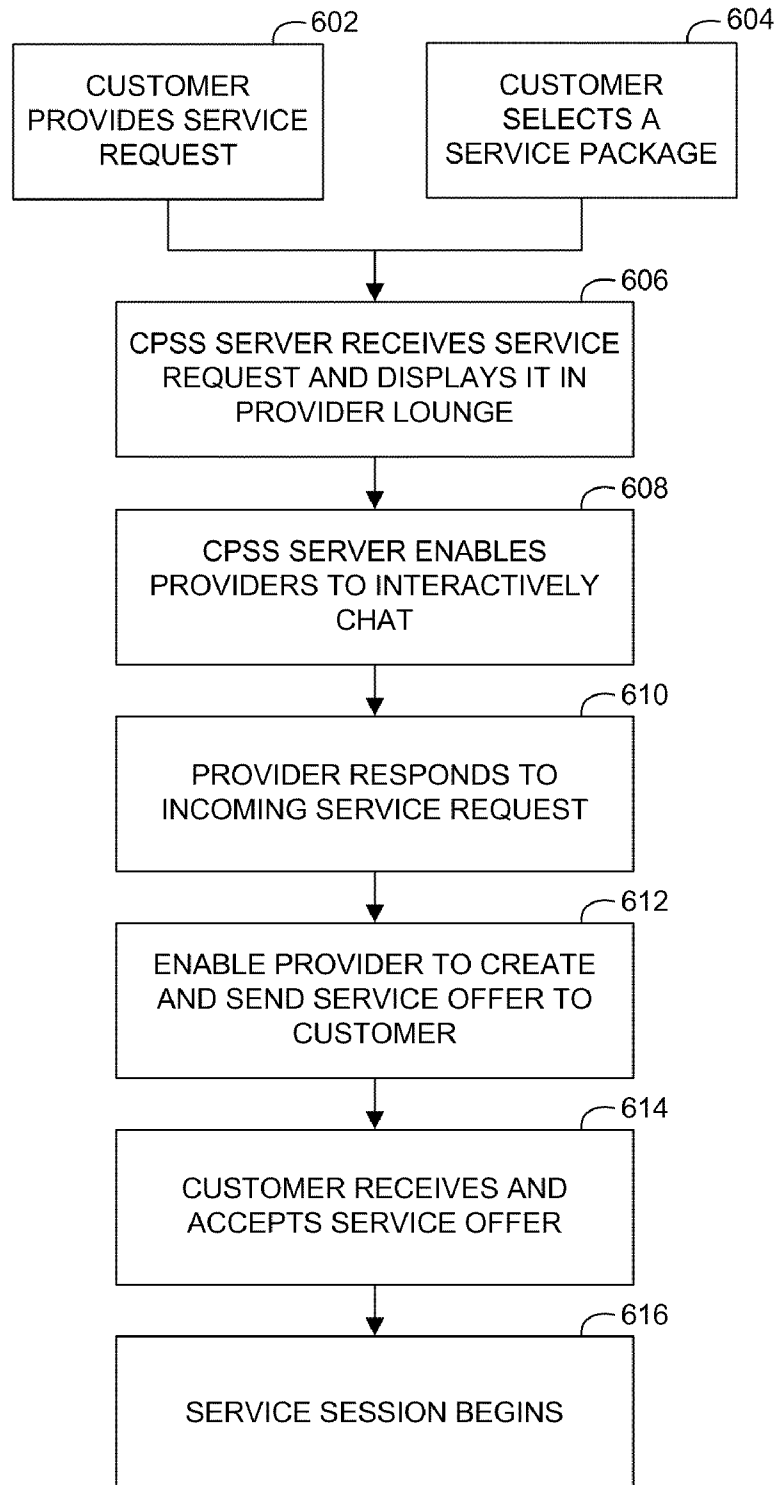 602
CUSTOMER
PROVIDES SERVICE
REQUEST
604
CUSTOMER
SELECTS A
SERVICE PACKAGE
606
CPSS SERVER RECEIVES SERVICE
REQUEST AND DISPLAYS IT IN
PROVIDER LOUNGE
608
CPSS SERVER ENABLES
PROVIDERS TO INTERACTIVELY
CHAT
610
PROVIDER RESPONDS TO
INCOMING SERVICE REQUEST
612
ENABLE PROVIDER TO CREATE
AND SEND SERVICE OFFER TO
CUSTOMER
614
CUSTOMER RECEIVES AND
ACCEPTS SERVICE OFFER
616
SERVICE SESSION BEGINS